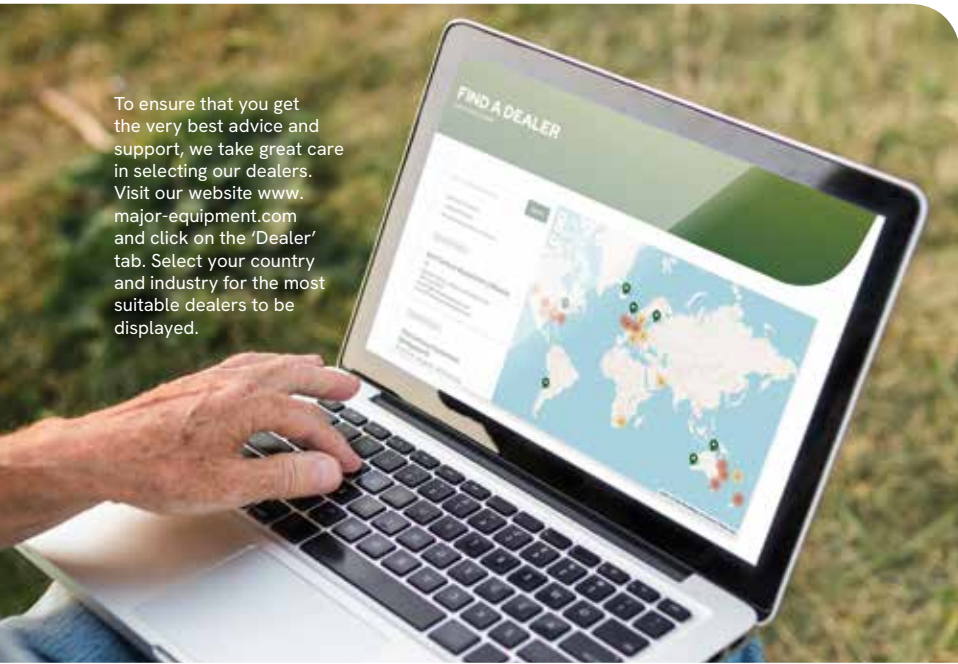 To ensure that you get
the very best advice and
support, we take great care
in selecting our dealers.
Visit our website www.
major-equipment.com
and click on the ‘Dealer’
tab. Select your country
and industry for the most
suitable dealers to be
displayed.
FIND A DEALER